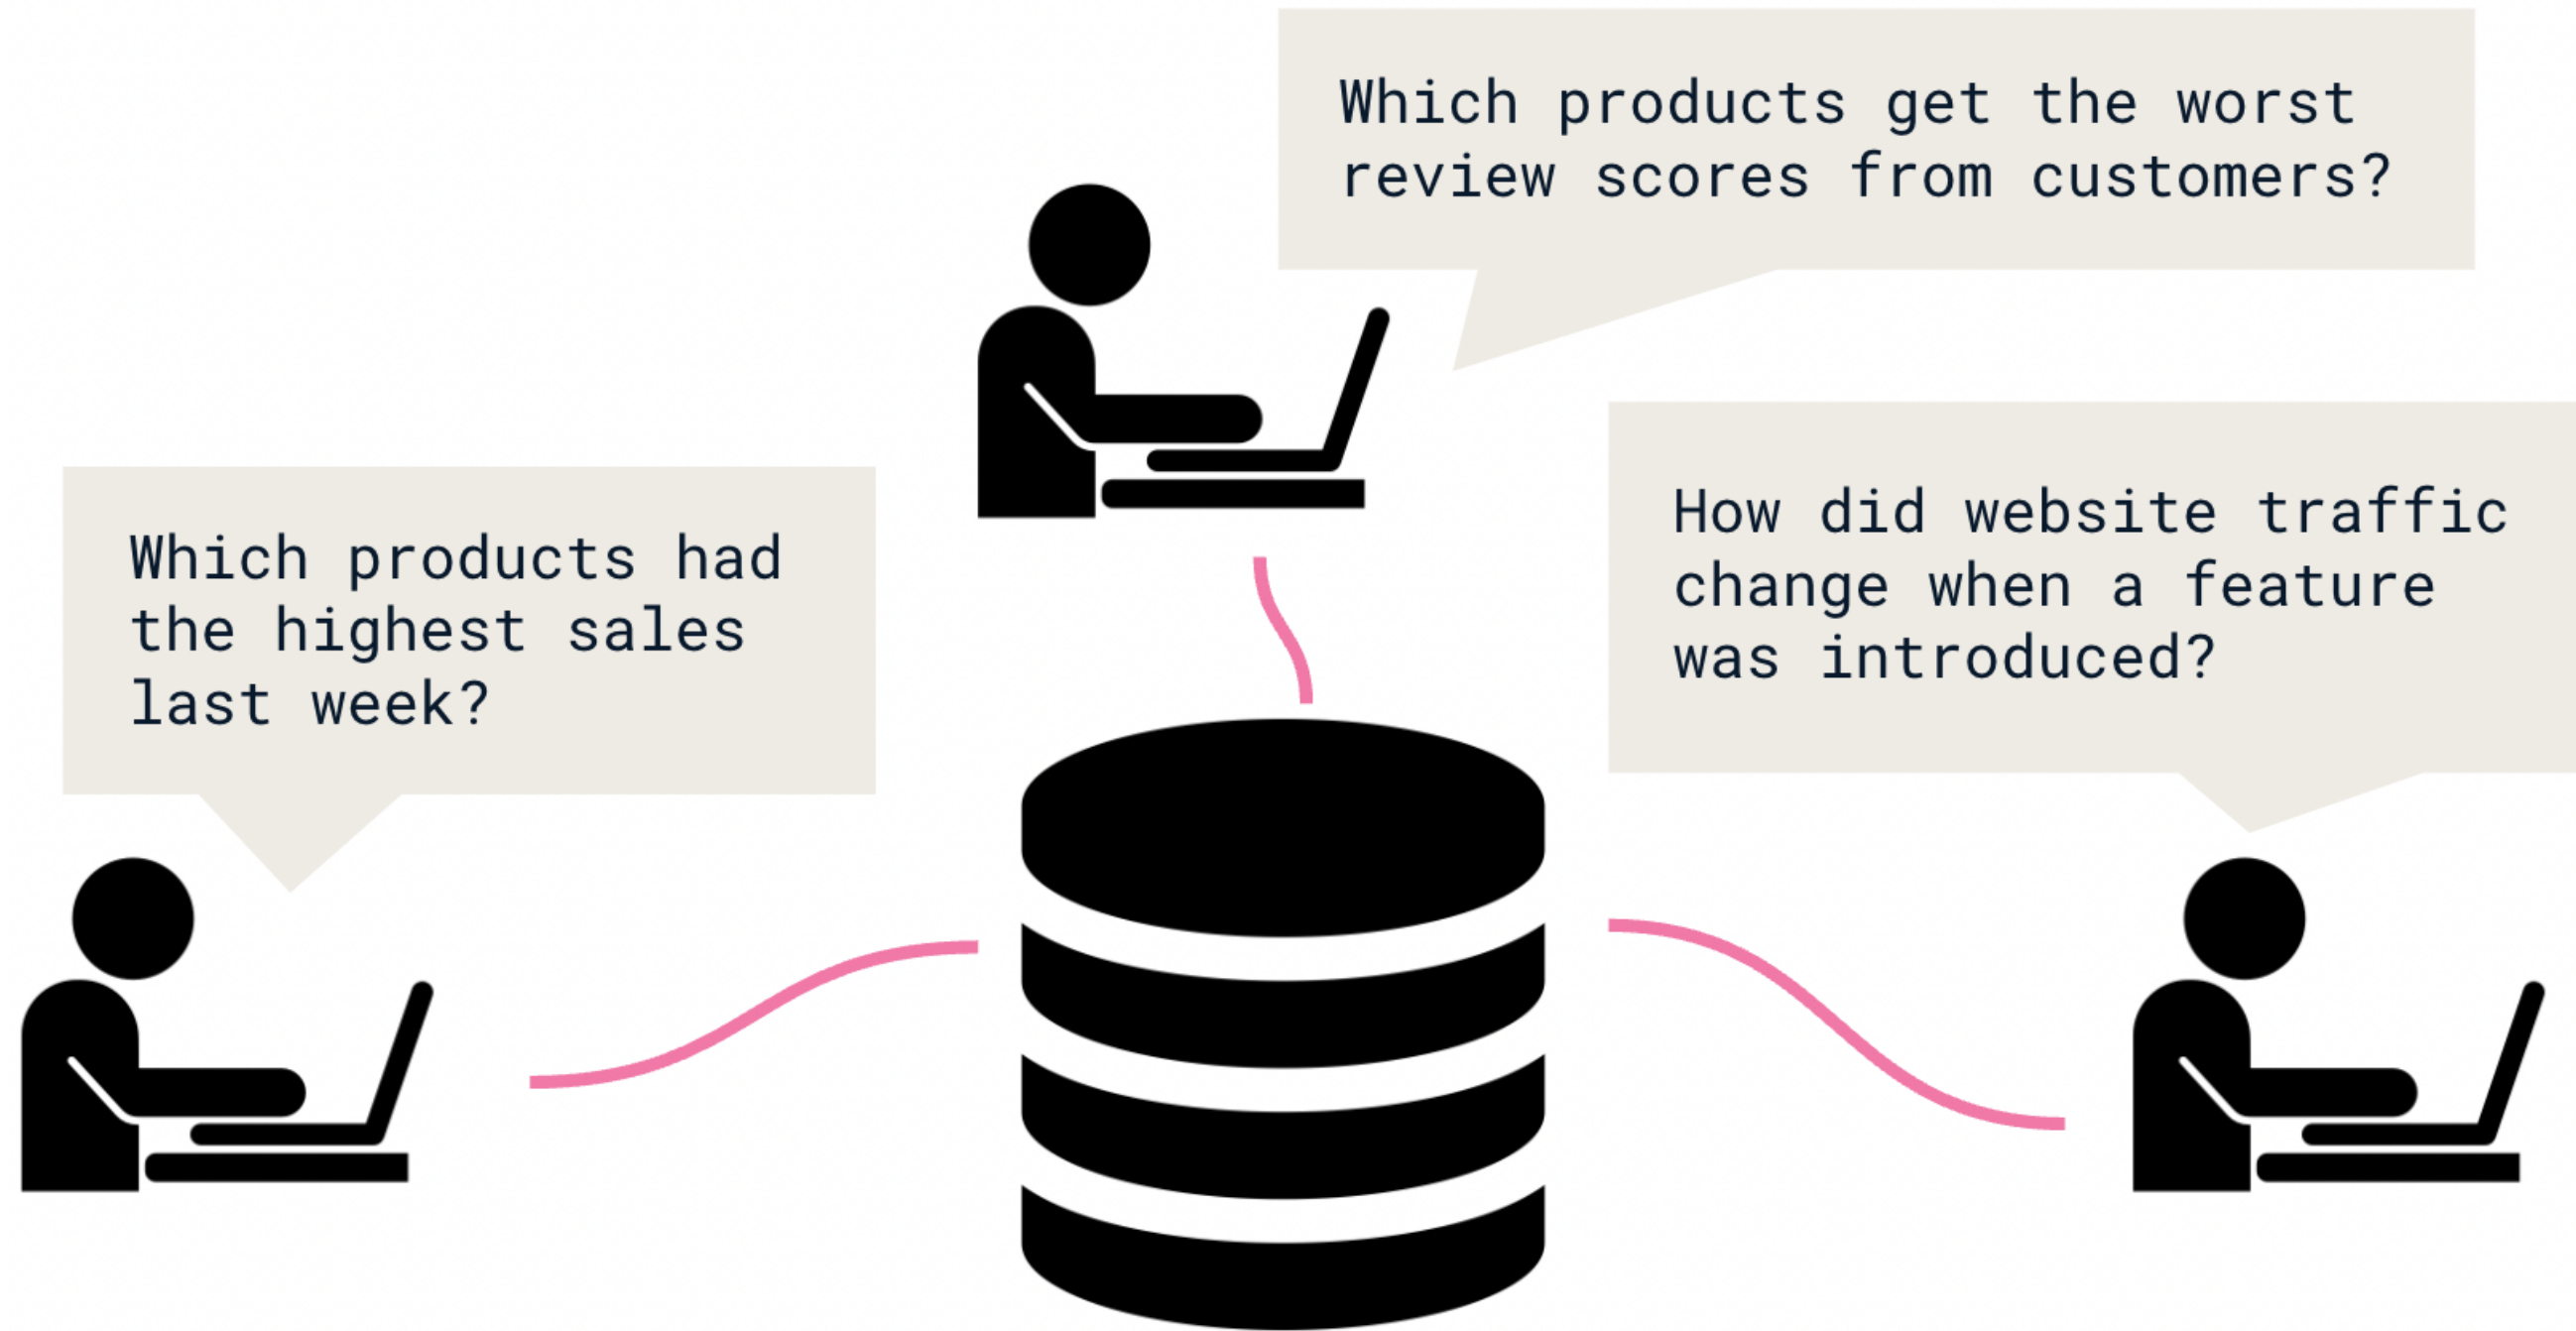 Which products get the worst
review scores from customers?
Which products had
the highest sales
last week?
How did website traffic
change when a feature
was introduced?